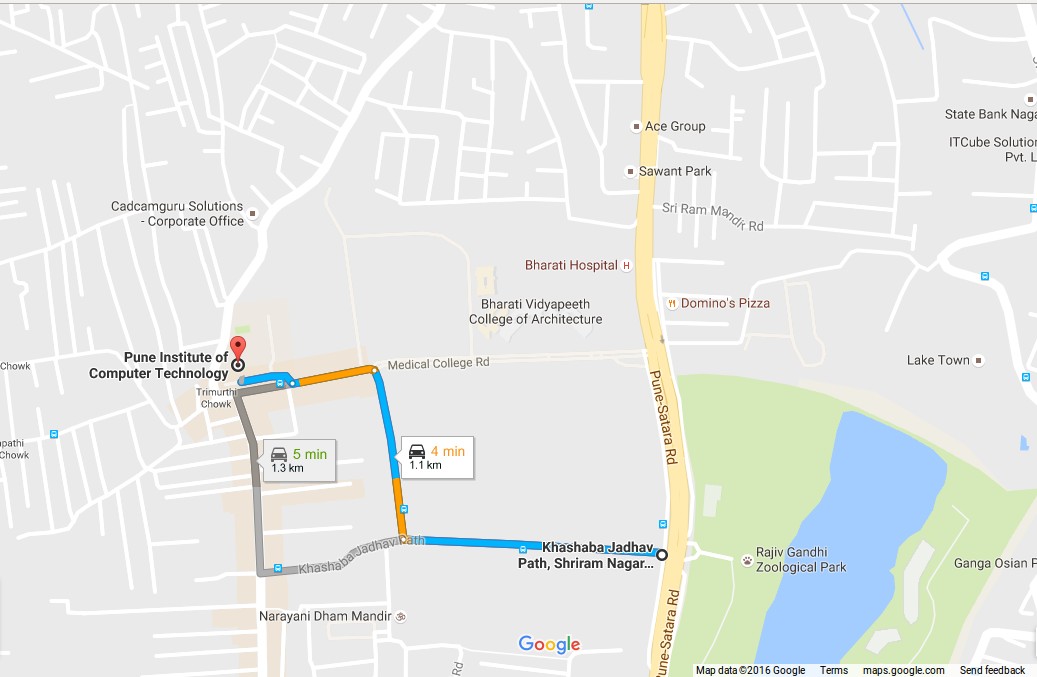 Ace Group
State Bank Naga
ITCube Solution
Pvt. L
Sawant Park
Cadcamguru Solutions
- Corporate Office
Sri Ram Mandir Rd
Bharati Hospital
H
Bharati Vidyapeeth
College of Architecture
Domino's Pizza
Pune Institute of
Computer Technology
Medical College Rd
Lake Town
Chowk
Trimurthi
Chowk
Pune-Satara Rd
apathi
Chowk
5 min
1.3 km
4 min
1.1 km
Khashaba Jadhav Path
Khashaba Jadhav
Path, Shriram Nagar...
Rajiv Gandhi
Zoological Park
Ganga Osian P
Narayani Dham Mandir
Pune-Satara Rd
Google
Rd
Map data ©2016 Google Terms maps.google.com Send feedback